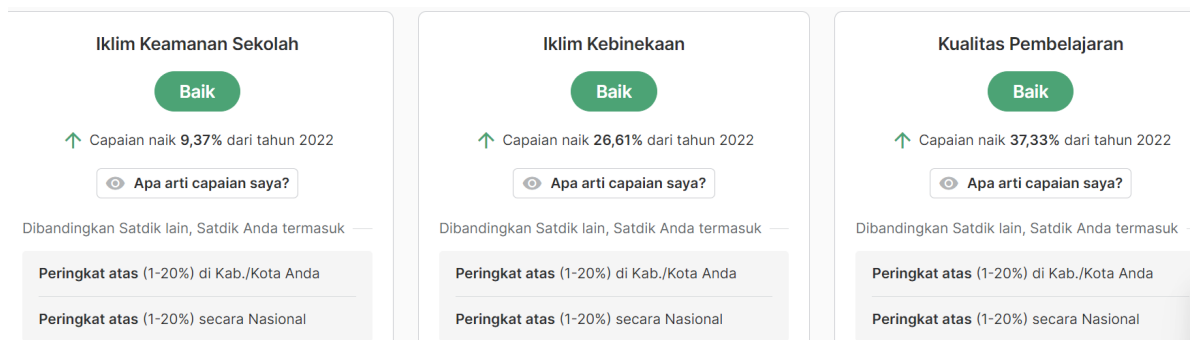 Iklim Keamanan Sekolah
Baik
Capaian naik 9,37% dari tahun 2022
Apa arti capaian saya?
Dibandingkan Satdik lain, Satdik Anda termasuk
Peringkat atas (1-20%) di Kab./Kota Anda
Peringkat atas (1-20%) secara Nasional
Iklim Kebinekaan
Baik
Capaian naik 26,61% dari tahun 2022
Apa arti capaian saya?
Dibandingkan Satdik lain, Satdik Anda termasuk
Peringkat atas (1-20%) di Kab./Kota Anda
Peringkat atas (1-20%) secara Nasional
Kualitas Pembelajaran
Baik
Capaian naik 37,33% dari tahun 2022
Apa arti capaian saya?
Dibandingkan Satdik lain, Satdik Anda termasuk
Peringkat atas (1-20%) di Kab./Kota Anda
Peringkat atas (1-20%) secara Nasional